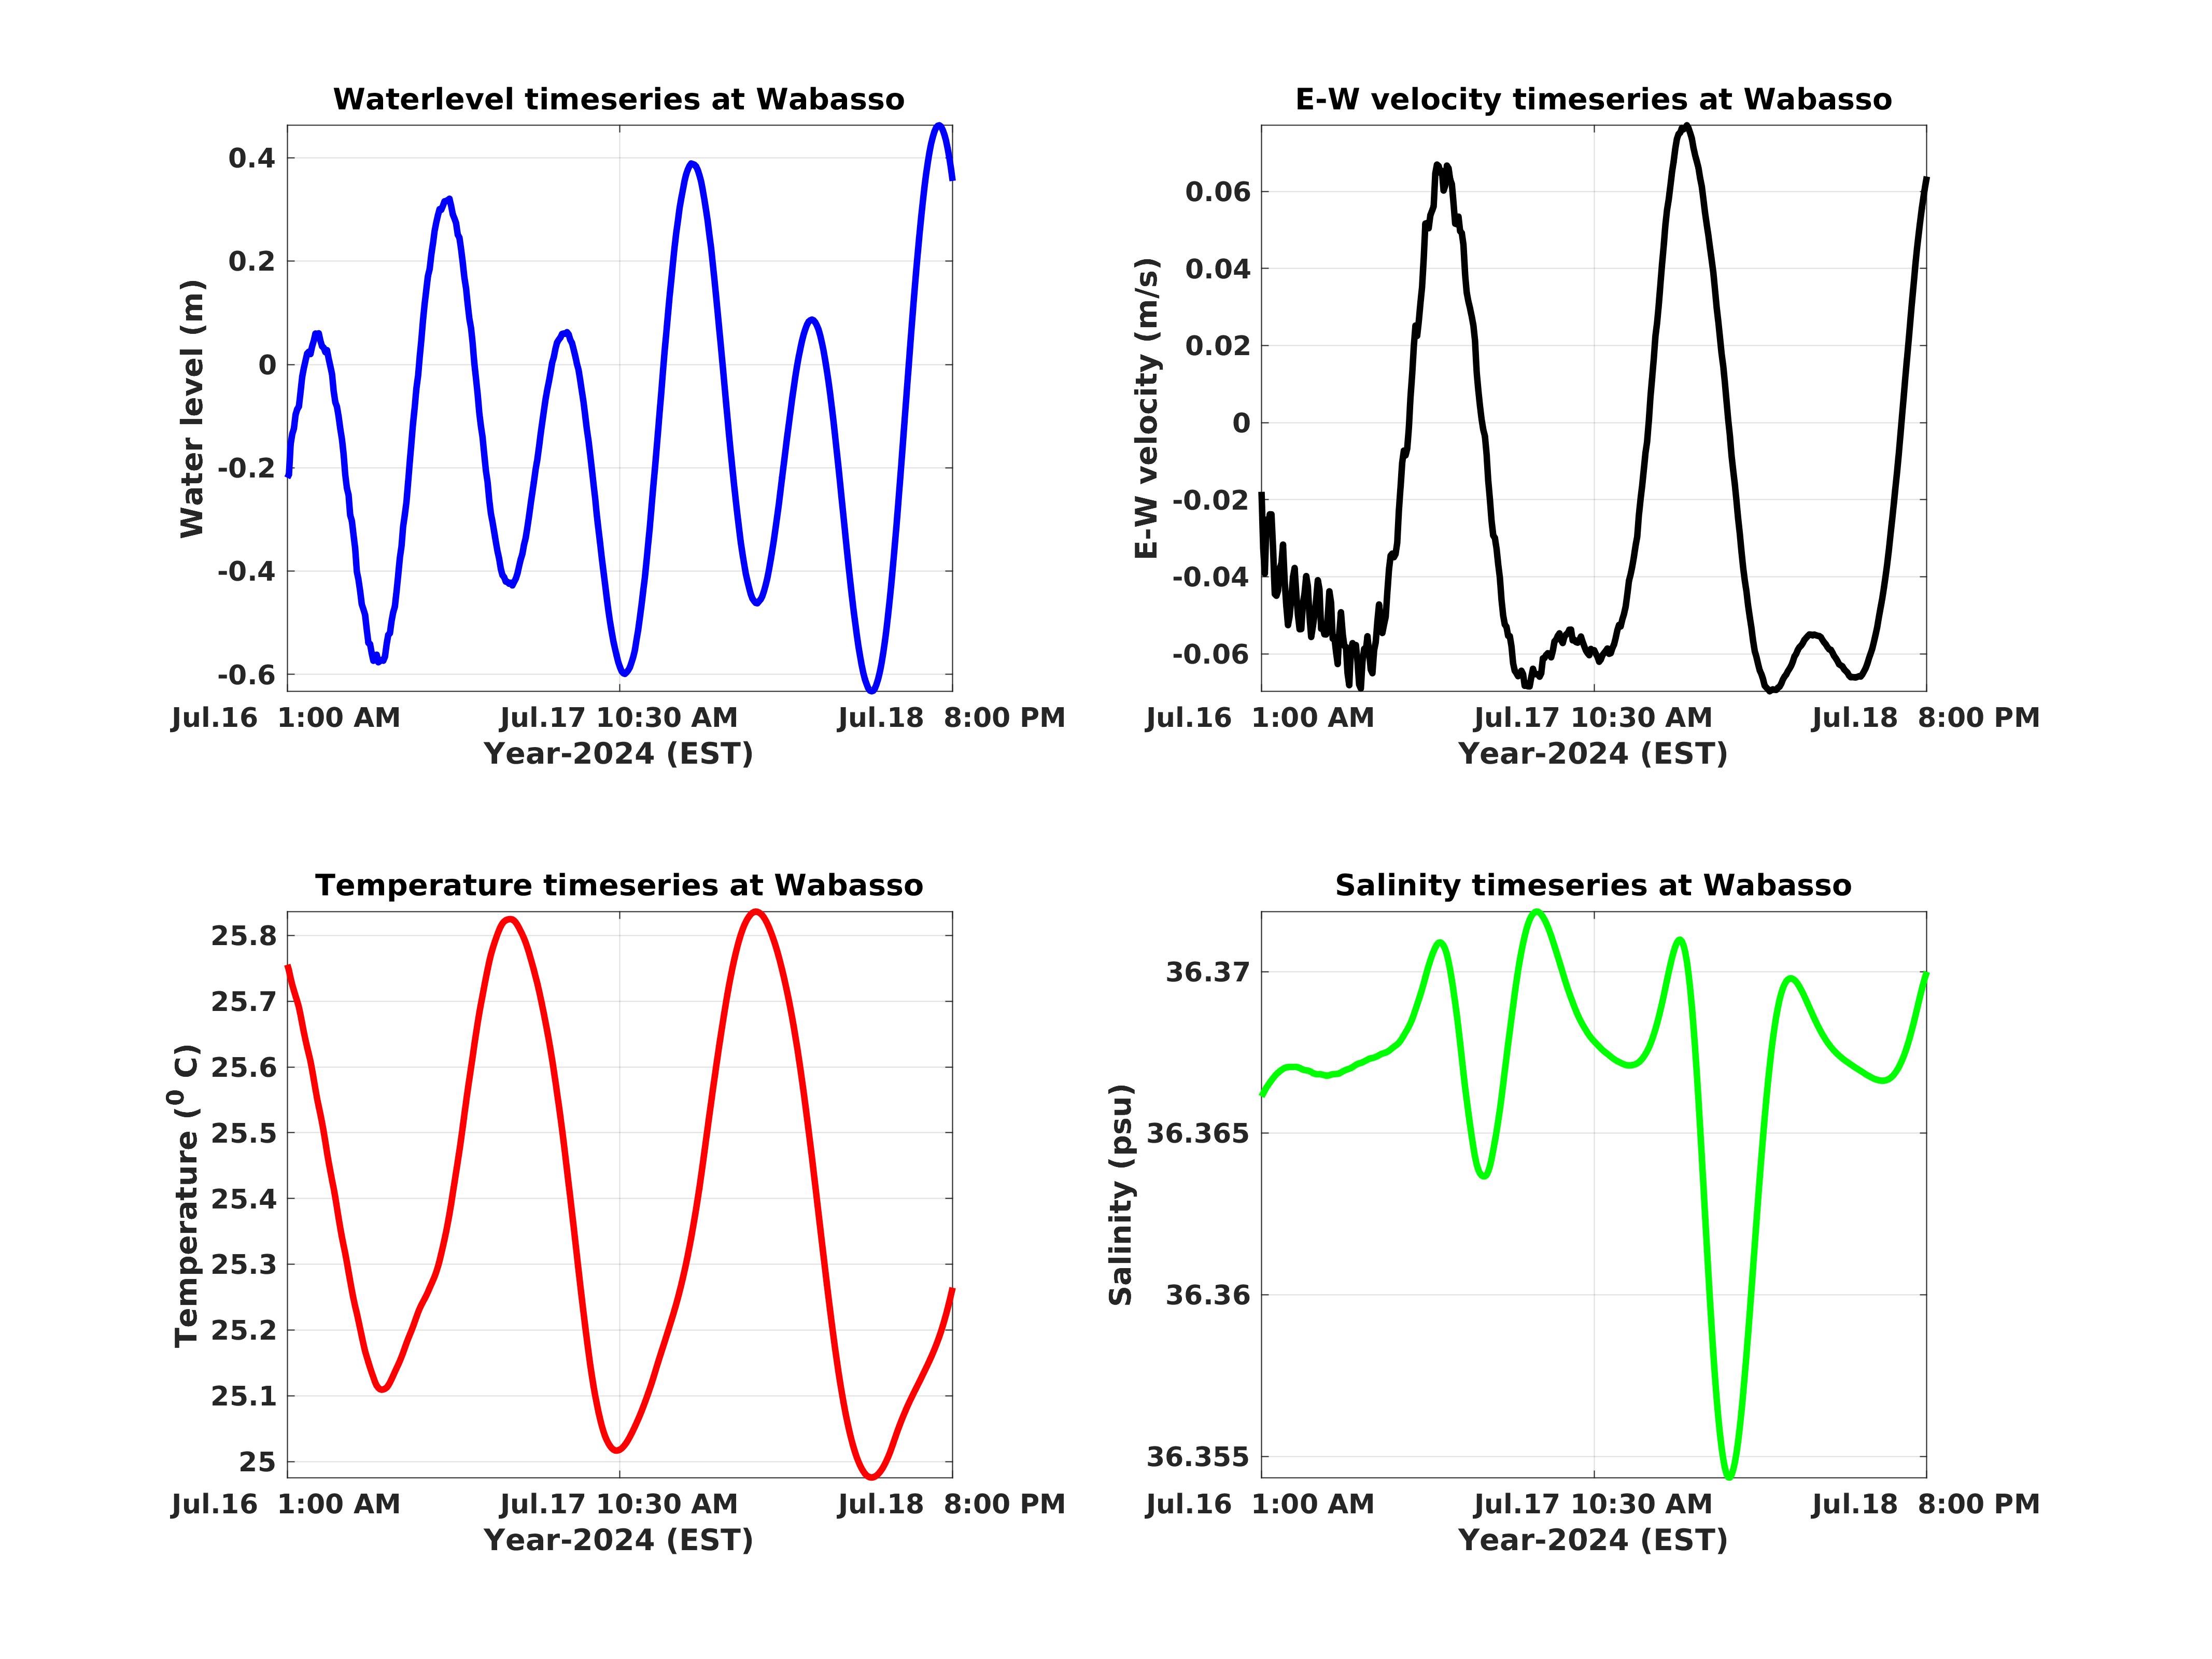 Waterlevel timeseries at Wabasso
0.4
0.2
0
-0.2
-0.4
-0.6
Water level (m)
Jul.16  1:00 AM Jul.17 10:30 AM Jul.18  8:00 PM
Year-2024 (EST)
E-W velocity timeseries at Wabasso
0.06
0.04
0.02
0
-0.02
-0.04
-0.06
E-W velocity (m/s)
Jul.16  1:00 AM Jul.17 10:30 AM Jul.18  8:00 PM
Year-2024 (EST)
Temperature timeseries at Wabasso
25.8
25.7
25.6
25.5
25.4
25.3
25.2
25.1
25
Temperature (⁰ C)
Jul.16  1:00 AM Jul.17 10:30 AM Jul.18  8:00 PM
Year-2024 (EST)
Salinity timeseries at Wabasso
36.37
36.365
36.36
36.355
Salinity (psu)
Jul.16  1:00 AM Jul.17 10:30 AM Jul.18  8:00 PM
Year-2024 (EST)